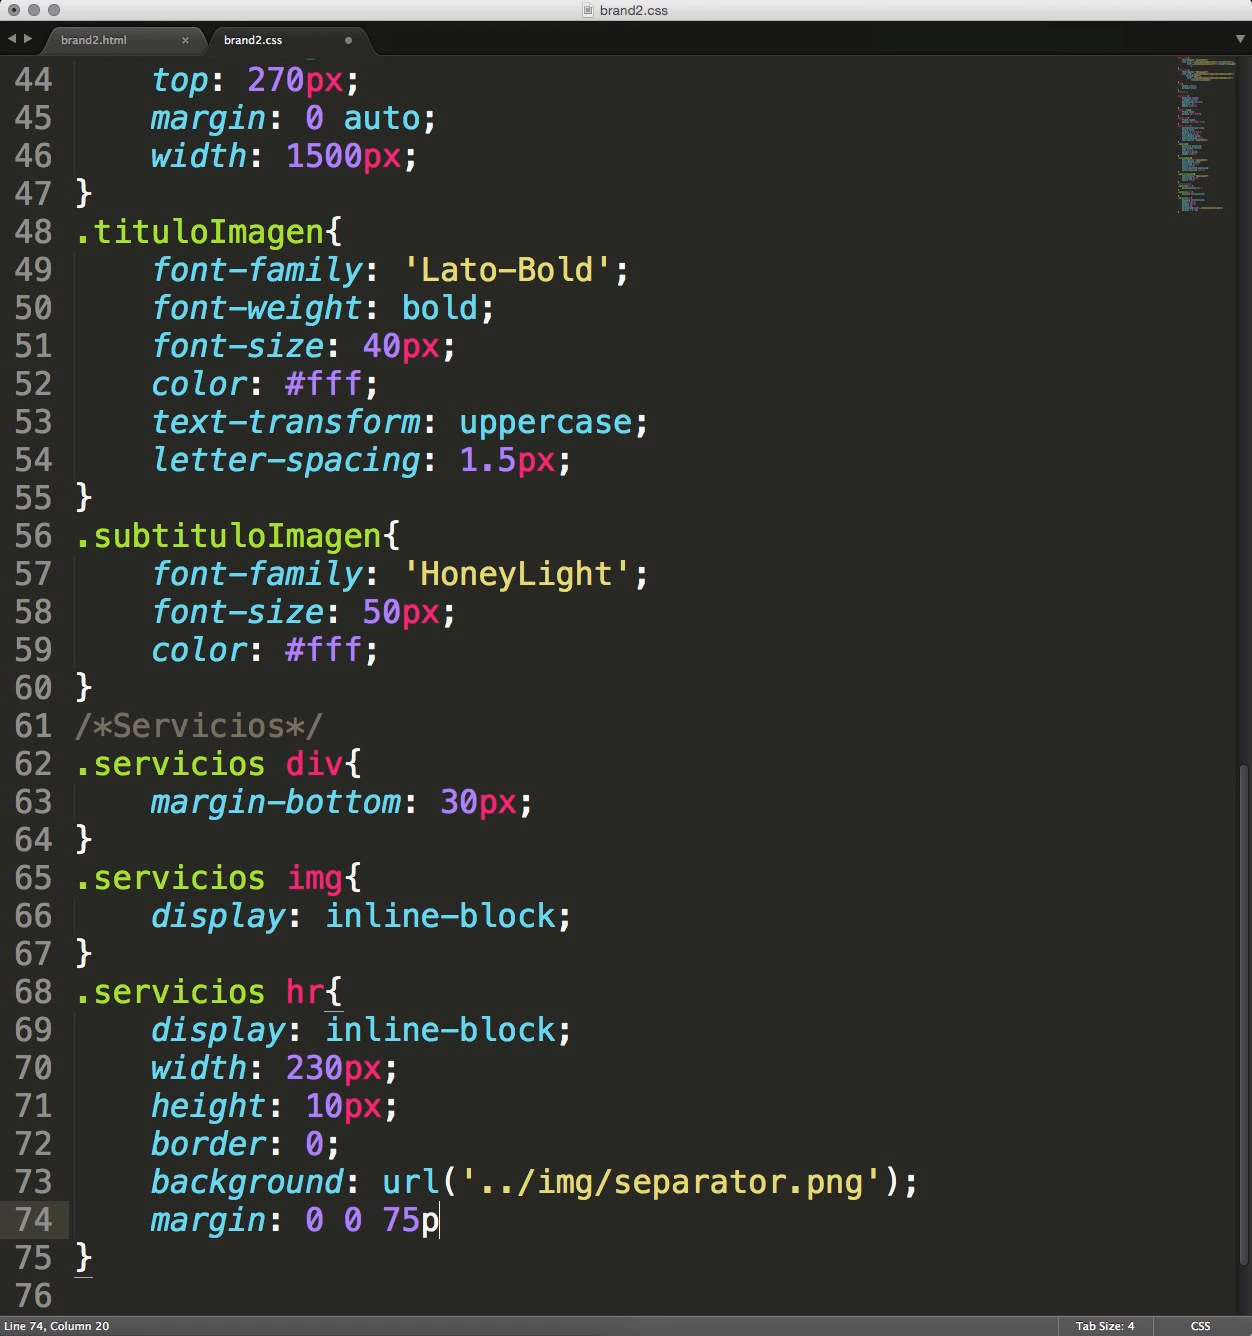 brand2.css
brand2.html ×
brand2.css
44 top: 270px;
45 margin: 0 auto;
46 width: 1500px;
47 }
48 .tituloImagen{
49 font-family: 'Lato-Bold';
50 font-weight: bold;
51 font-size: 40px;
52 color: #fff;
53 text-transform: uppercase;
54 letter-spacing: 1.5px;
55 }
56 .subtituloImagen{
57 font-family: 'HoneyLight';
58 font-size: 50px;
59 color: #fff;
60 }
61 /*Servicios*/
62 .servicios div{
63 margin-bottom: 30px;
64 }
65 .servicios img{
66 display: inline-block;
67 }
68 .servicios hr{
69 display: inline-block;
70 width: 230px;
71 height: 10px;
72 border: 0;
73 background: url('../img/separator.png');
74 margin: 0 0 75p
75 }
76
Line 74, Column 20
Tab Size: 4
CSS